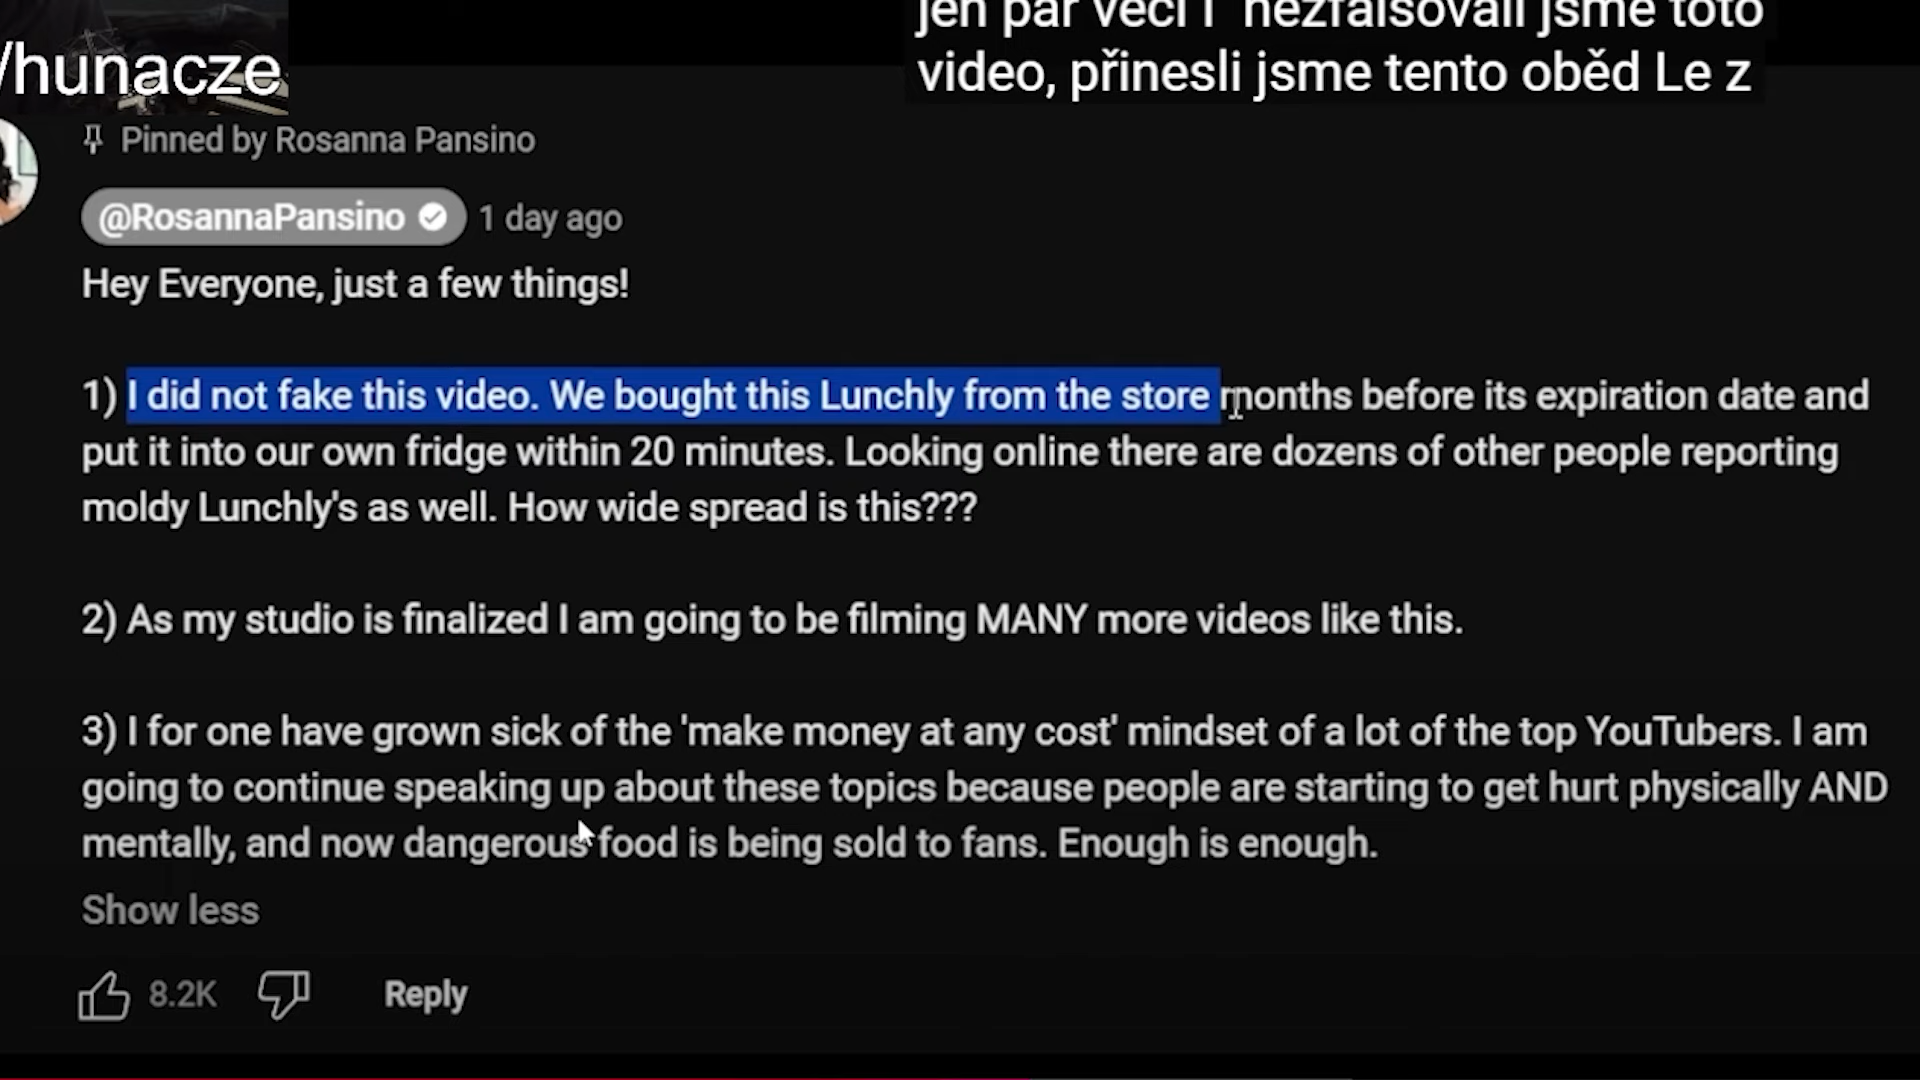 /hunacze
jen pár věcí i nezfalšovali jsme toto
video, přinesli jsme tento oběd Le z
Pinned by Rosanna Pansino
@RosannaPansino 1 day ago
Hey Everyone, just a few things!
1) I did not fake this video. We bought this Lunchly from the store months before its expiration date and
put it into our own fridge within 20 minutes. Looking online there are dozens of other people reporting
moldy Lunchly's as well. How wide spread is this???
2) As my studio is finalized I am going to be filming MANY more videos like this.
3) I for one have grown sick of the 'make money at any cost' mindset of a lot of the top YouTubers. I am
going to continue speaking up about these topics because people are starting to get hurt physically AND
mentally, and now dangerous food is being sold to fans. Enough is enough.
Show less
8.2K Reply